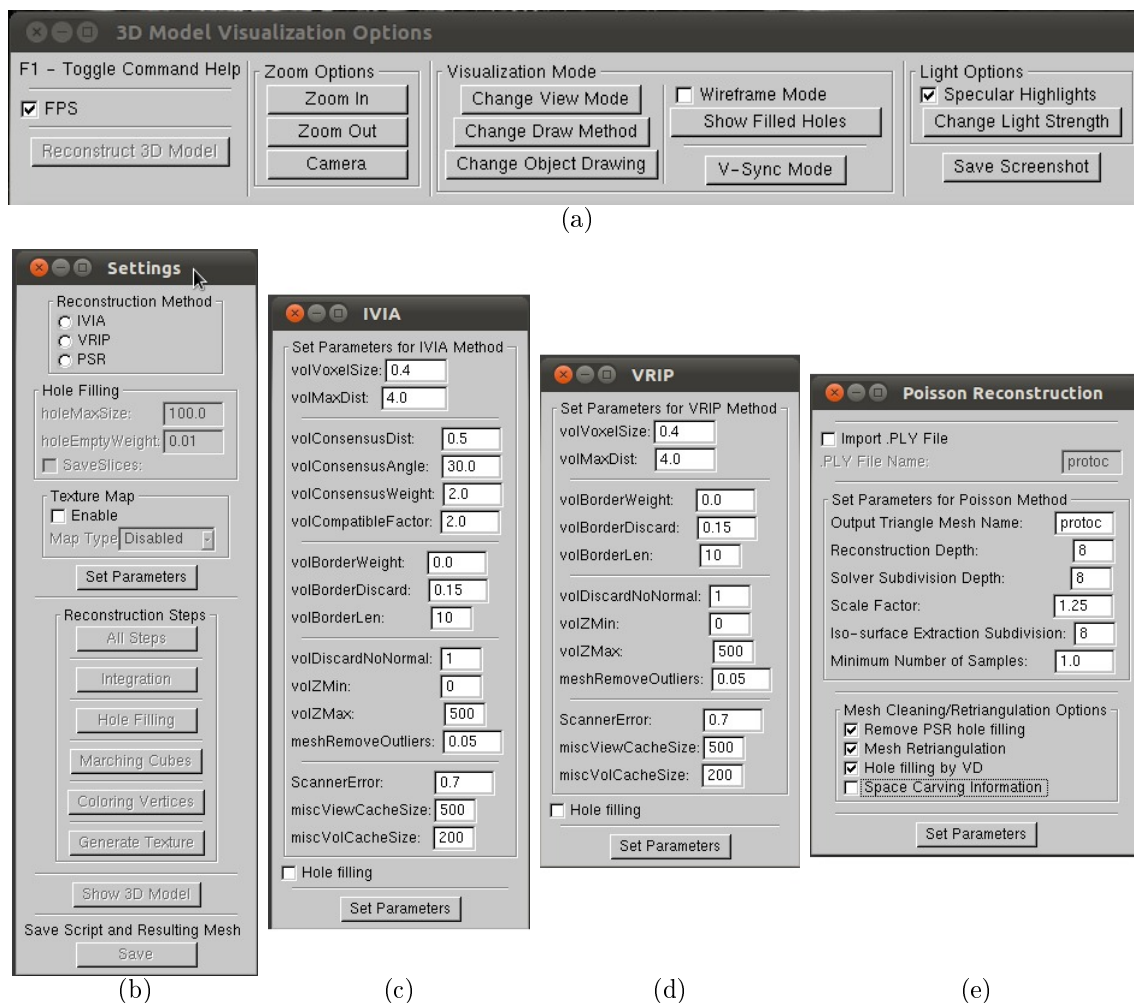 3D Model Visualization Options
F1 - Toggle Command Help
FPS
Reconstruct 3D Model
Zoom Options
Zoom In
Zoom Out
Camera
Visualization Mode
Change View Mode
Change Draw Method
Change Object Drawing
Wireframe Mode
Show Filled Holes
V-Sync Mode
Light Options
Specular Highlights
Change Light Strength
Save Screenshot
(a)
Settings
Reconstruction Method
IVIA
VRIP
PSR
Hole Filling
holeMaxSize: 100.0
holeEmptyWeight: 0.01
SaveSlices:
Texture Map
Enable
Map Type Disabled
Set Parameters
Reconstruction Steps
All Steps
Integration
Hole Filling
Marching Cubes
Coloring Vertices
Generate Texture
Show 3D Model
Save Script and Resulting Mesh
Save
(b)
IVIA
Set Parameters for IVIA Method
volVoxelSize: 0.4
volMaxDist: 4.0
volConsensusDist: 0.5
volConsensusAngle: 30.0
volConsensusWeight: 2.0
volCompatibleFactor: 2.0
volBorderWeight: 0.0
volBorderDiscard: 0.15
volBorderLen: 10
volDiscardNoNormal: 1
volZMin: 0
volZMax: 500
meshRemoveOutliers: 0.05
ScannerError: 0.7
miscViewCacheSize: 500
miscVolCacheSize: 200
Hole filling
Set Parameters
(c)
VRIP
Set Parameters for VRIP Method
volVoxelSize: 0.4
volMaxDist: 4.0
volBorderWeight: 0.0
volBorderDiscard: 0.15
volBorderLen: 10
volDiscardNoNormal: 1
volZMin: 0
volZMax: 500
meshRemoveOutliers: 0.05
ScannerError: 0.7
miscViewCacheSize: 500
miscVolCacheSize: 200
Hole filling
Set Parameters
(d)
Poisson Reconstruction
Import .PLY File
.PLY File Name: protoc
Set Parameters for Poisson Method
Output Triangle Mesh Name: protoc
Reconstruction Depth: 8
Solver Subdivision Depth: 8
Scale Factor: 1.25
Iso-surface Extraction Subdivision: 8
Minimum Number of Samples: 1.0
Mesh Cleaning/Retriangulation Options
Remove PSR hole filling
Mesh Retriangulation
Hole filling by VD
Space Carving Information
Set Parameters
(e)